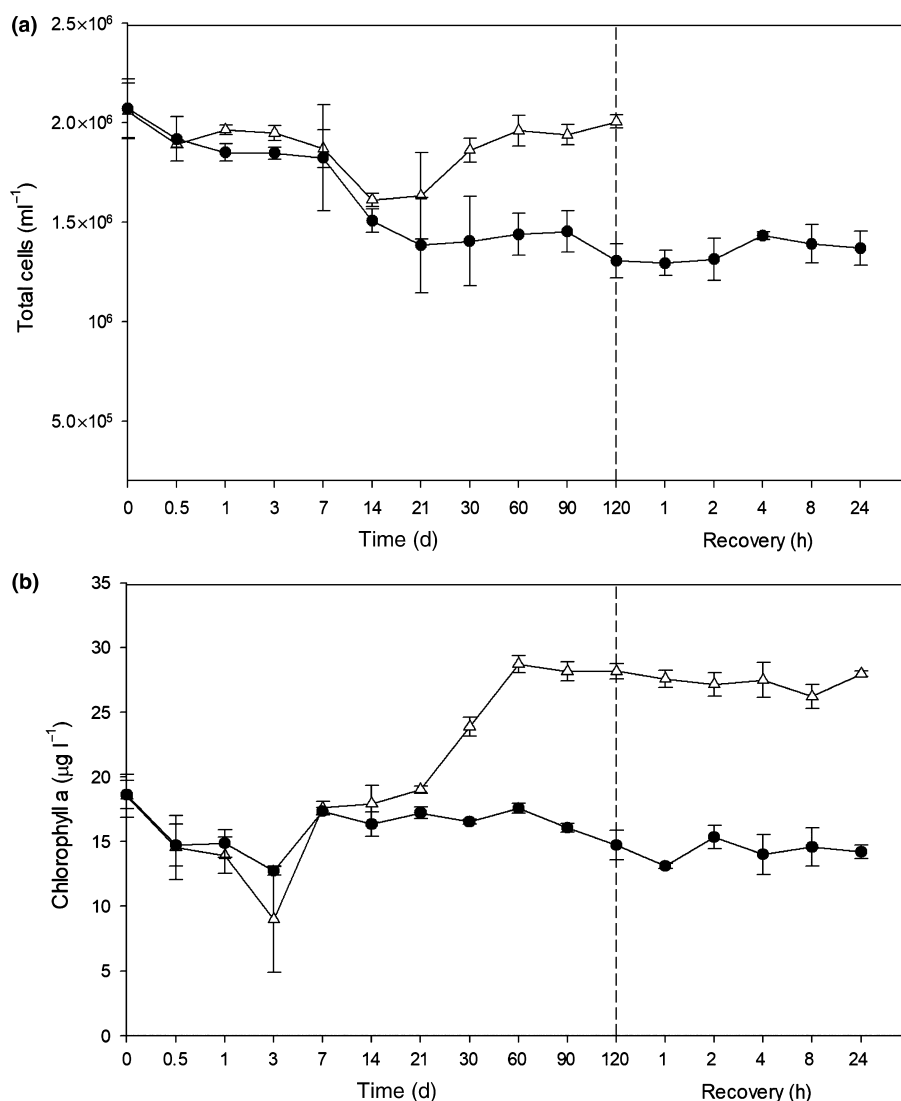 (a)
Total cells (ml⁻¹)
2.5×10⁶
2.0×10⁶
1.5×10⁶
10⁶
5.0×10⁵
0 0.5 1 3 7 14 21 30 60 90 120 1 2 4 8 24
Time (d) Recovery (h)
(b)
Chlorophyll a (μg l⁻¹)
35
30
25
20
15
10
5
0
0 0.5 1 3 7 14 21 30 60 90 120 1 2 4 8 24
Time (d) Recovery (h)